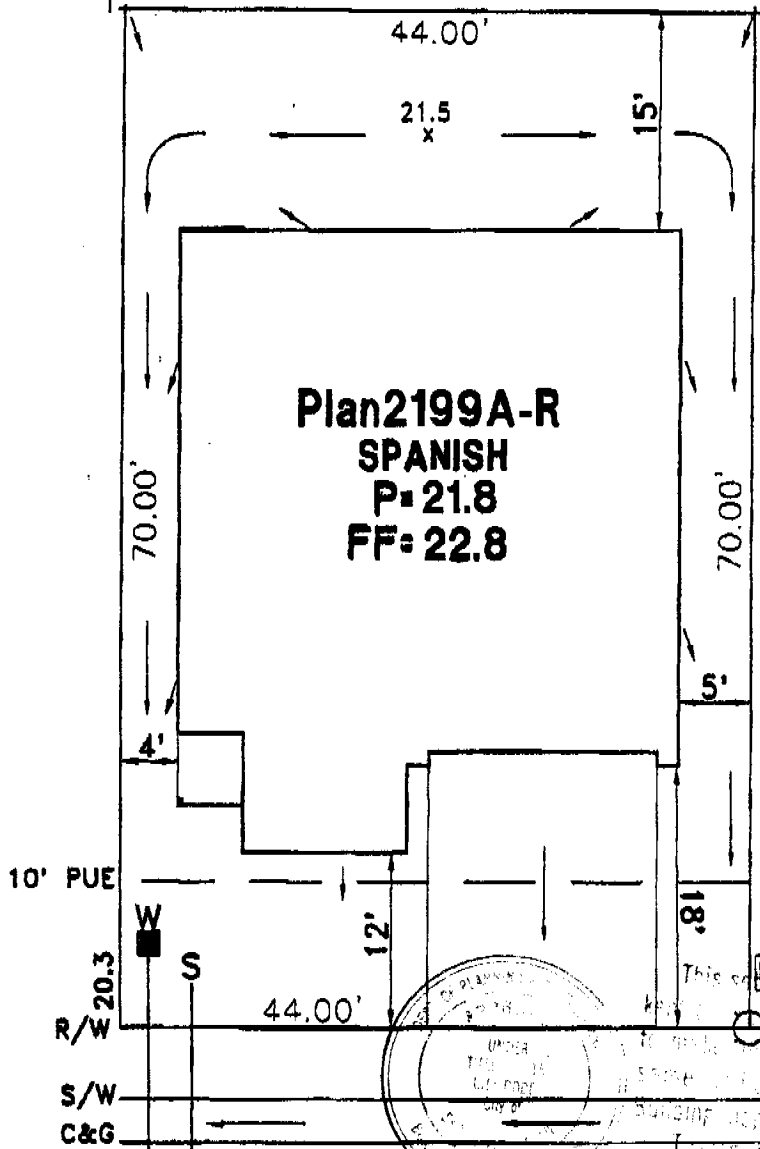 44.00'
21.5
x
15'
Plan2199A-R
SPANISH
P=21.8
FF=22.8
70.00'
70.00'
5'
4'
10' PUE
W
S
12'
18'
20.3
44.00'
R/W
S/W
C&G
This
UNDER